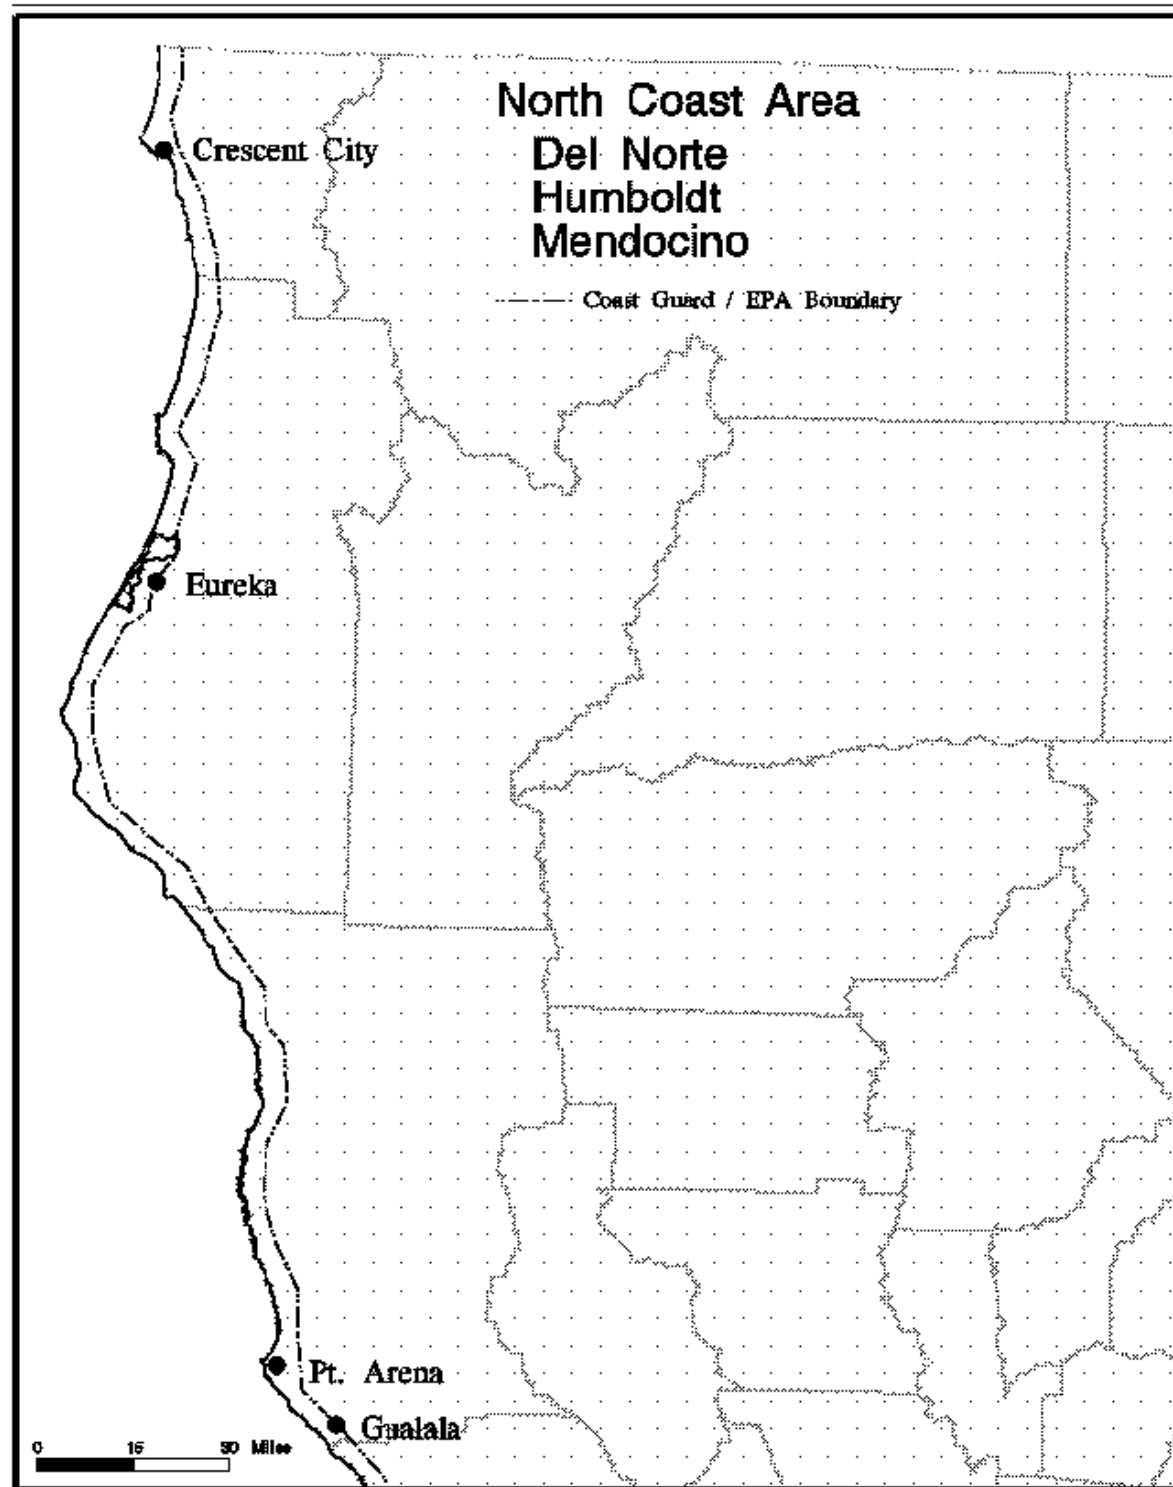 North Coast Area
Del Norte
Humboldt
Mendocino
Coast Guard / EPA Boundary
Crescent City
Eureka
Pt. Arena
Gualala
0 15 30 Miles